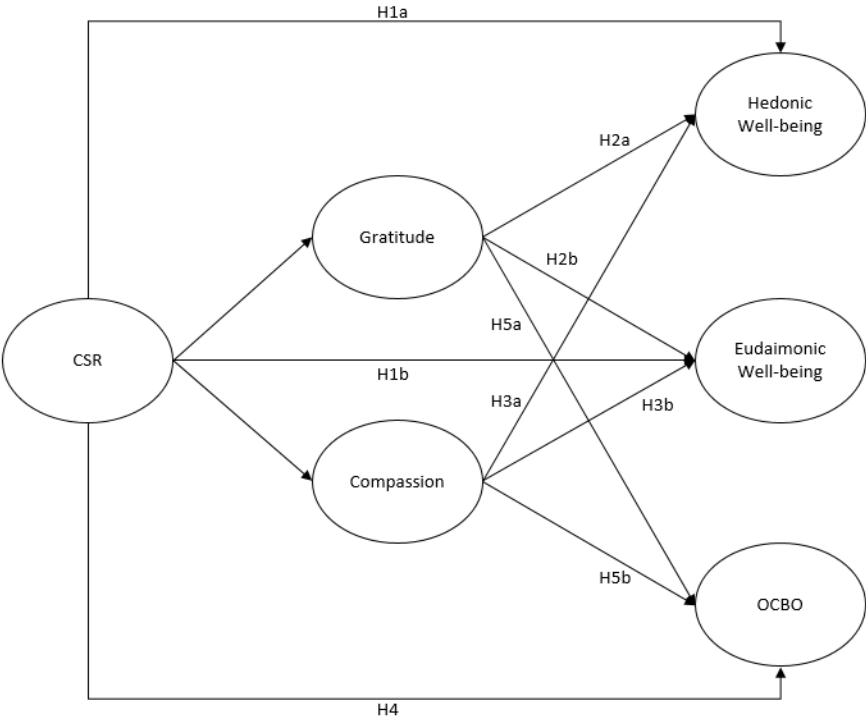 H1a
Hedonic
Well-being
H2a
Gratitude
H2b
H5a
CSR
H1b
Eudaimonic
Well-being
H3a
H3b
Compassion
H5b
OCBO
H4